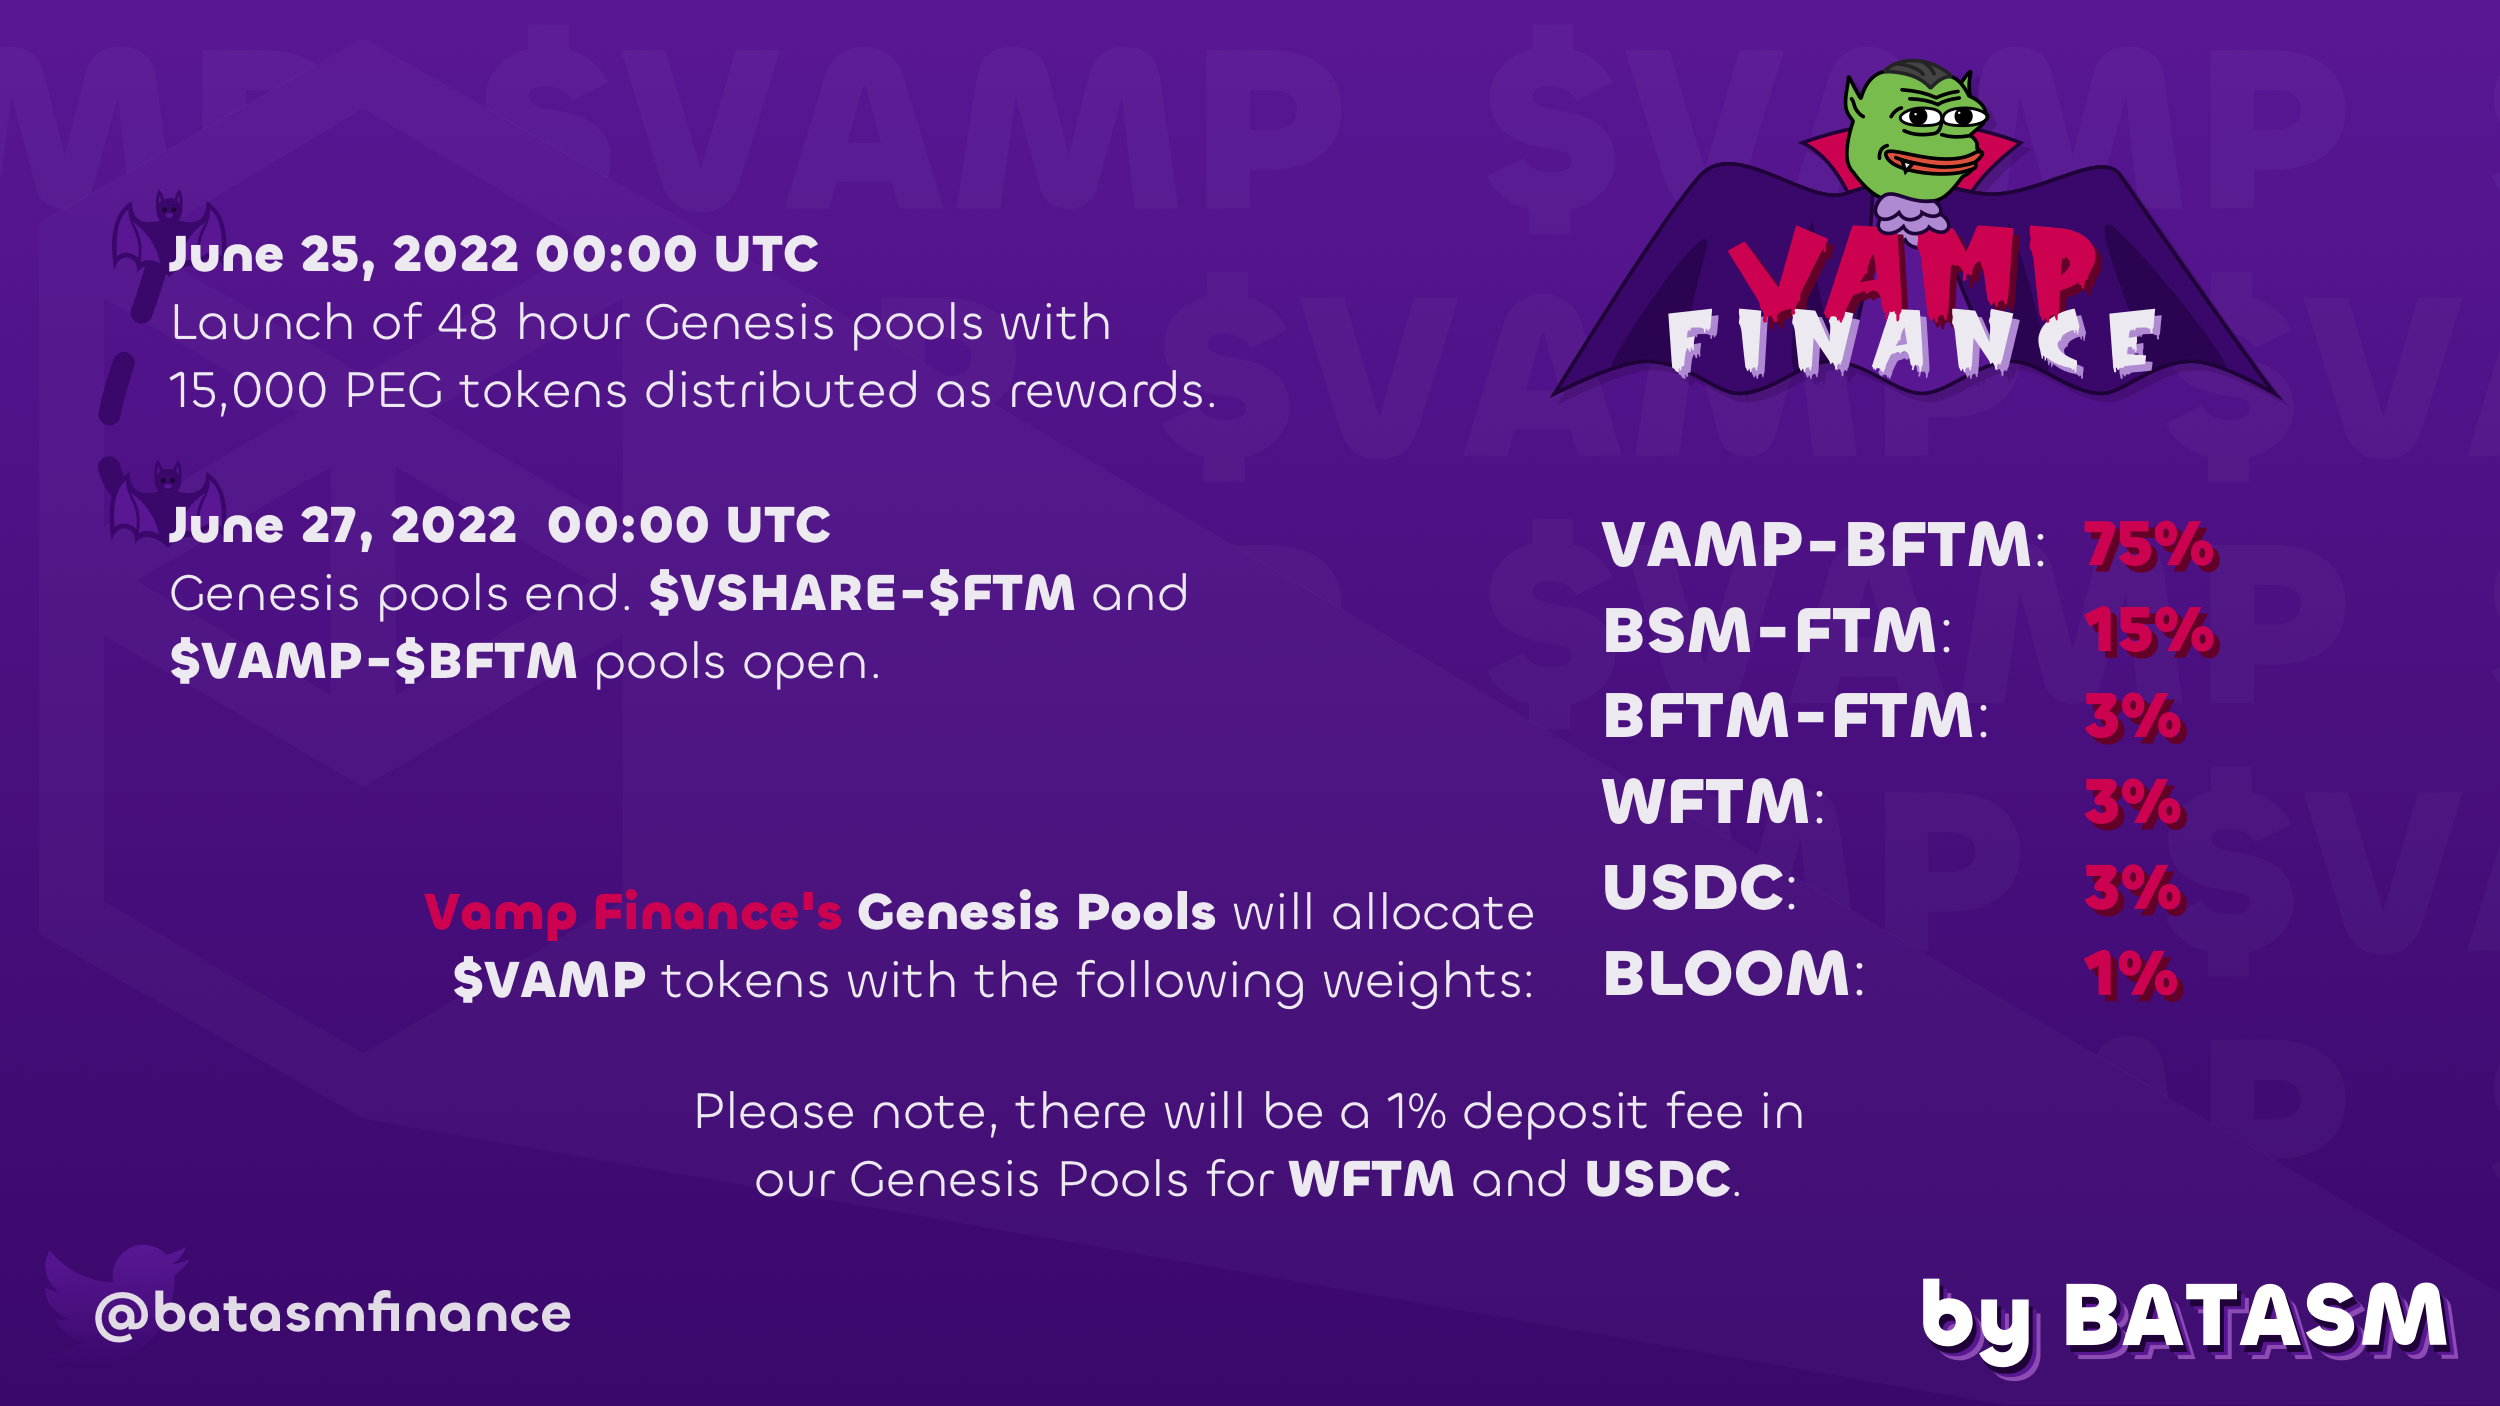 VAMP
FINANCE
June 25, 2022 00:00 UTC
Launch of 48 hour Genesis pools with
15,000 PEG tokens distributed as rewards.
June 27, 2022  00:00 UTC
Genesis pools end. $VSHARE-$FTM and
$VAMP-$BFTM pools open.
Vamp Finance's Genesis Pools will allocate
$VAMP tokens with the following weights:
VAMP-BFTM: 75%
BSM-FTM: 15%
BFTM-FTM: 3%
WFTM: 3%
USDC: 3%
BLOOM: 1%
Please note, there will be a 1% deposit fee in
our Genesis Pools for WFTM and USDC.
@batasmfinance
by BATASM
$VAMP $VAMP
$VAMP
$VAMP